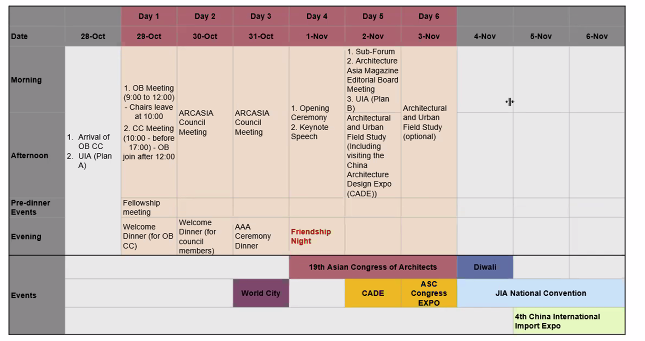 Day 1 Day 2 Day 3 Day 4 Day 5 Day 6
Date 28-Oct 29-Oct 30-Oct 31-Oct 1-Nov 2-Nov 3-Nov 4-Nov 5-Nov 6-Nov
Morning
Afternoon
1. Arrival of
OB CC
2. UIA (Plan
A)
1. OB Meeting
(9:00 to 12:00)
- Chairs leave
at 10:00
2. CC Meeting
(10:00 - before
17:00) - OB
join after 12:00
ARCASIA
Council
Meeting
ARCASIA
Council
Meeting
1. Opening
Ceremony
2. Keynote
Speech
1. Sub-Forum
2. Architecture
Asia Magazine
Editorial Board
Meeting
3. UIA (Plan
B)
Architectural
and Urban
Field Study
(Including
visiting the
China
Architecture
Design Expo
(CADE))
Architectural
and Urban
Field Study
(optional)
Pre-dinner
Events
Fellowship
meeting
Evening
Welcome
Dinner (for OB
CC)
Welcome
Dinner (for
council
members)
AAA
Ceremony
Dinner
Friendship
Night
Events
19th Asian Congress of Architects
Diwali
World City
CADE
ASC
Congress
EXPO
JIA National Convention
4th China International
Import Expo